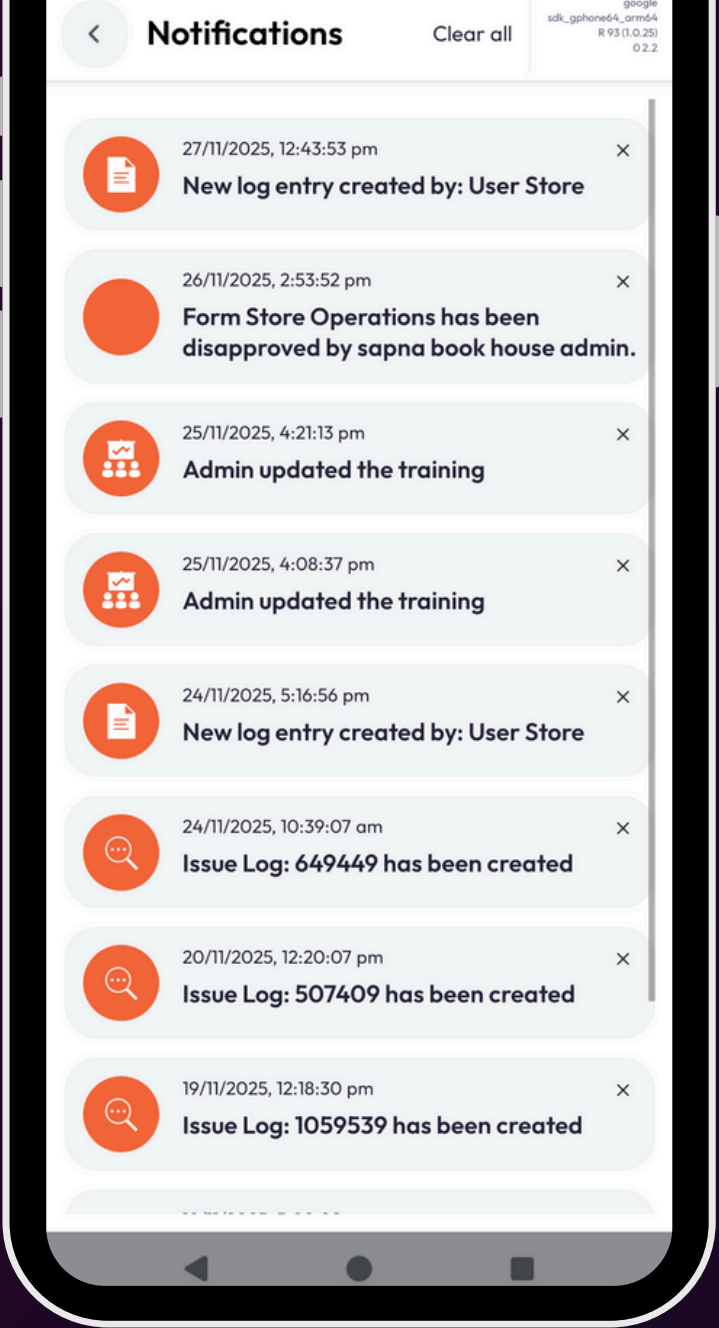 google
Notifications
Clear all
sdk_gphone64_arm64
R 93 (1.0.25)
0 2.2
27/11/2025, 12:43:53 pm
New log entry created by: User Store
26/11/2025, 2:53:52 pm
Form Store Operations has been
disapproved by sapna book house admin.
25/11/2025, 4:21:13 pm
Admin updated the training
25/11/2025, 4:08:37 pm
Admin updated the training
24/11/2025, 5:16:56 pm
New log entry created by: User Store
24/11/2025, 10:39:07 am
Issue Log: 649449 has been created
20/11/2025, 12:20:07 pm
Issue Log: 507409 has been created
19/11/2025, 12:18:30 pm
Issue Log: 1059539 has been created